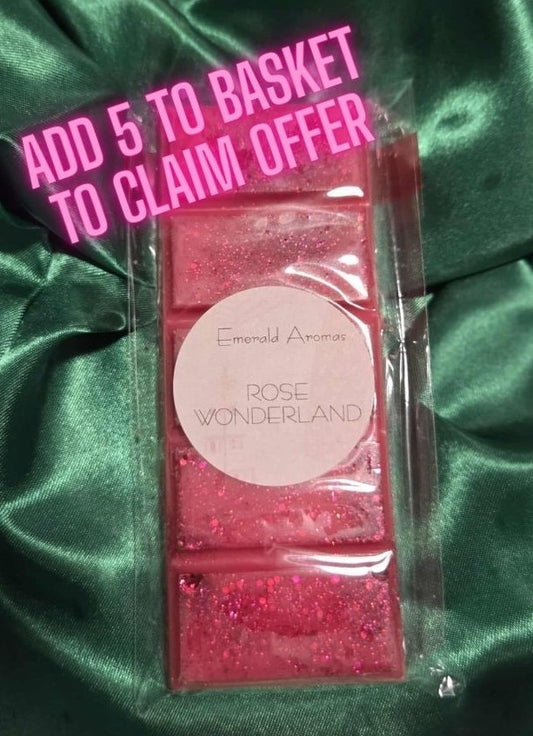 ADD 5 TO BASKET
TO CLAIM OFFER
Emerald Aromas
ROSE
WONDERLAND